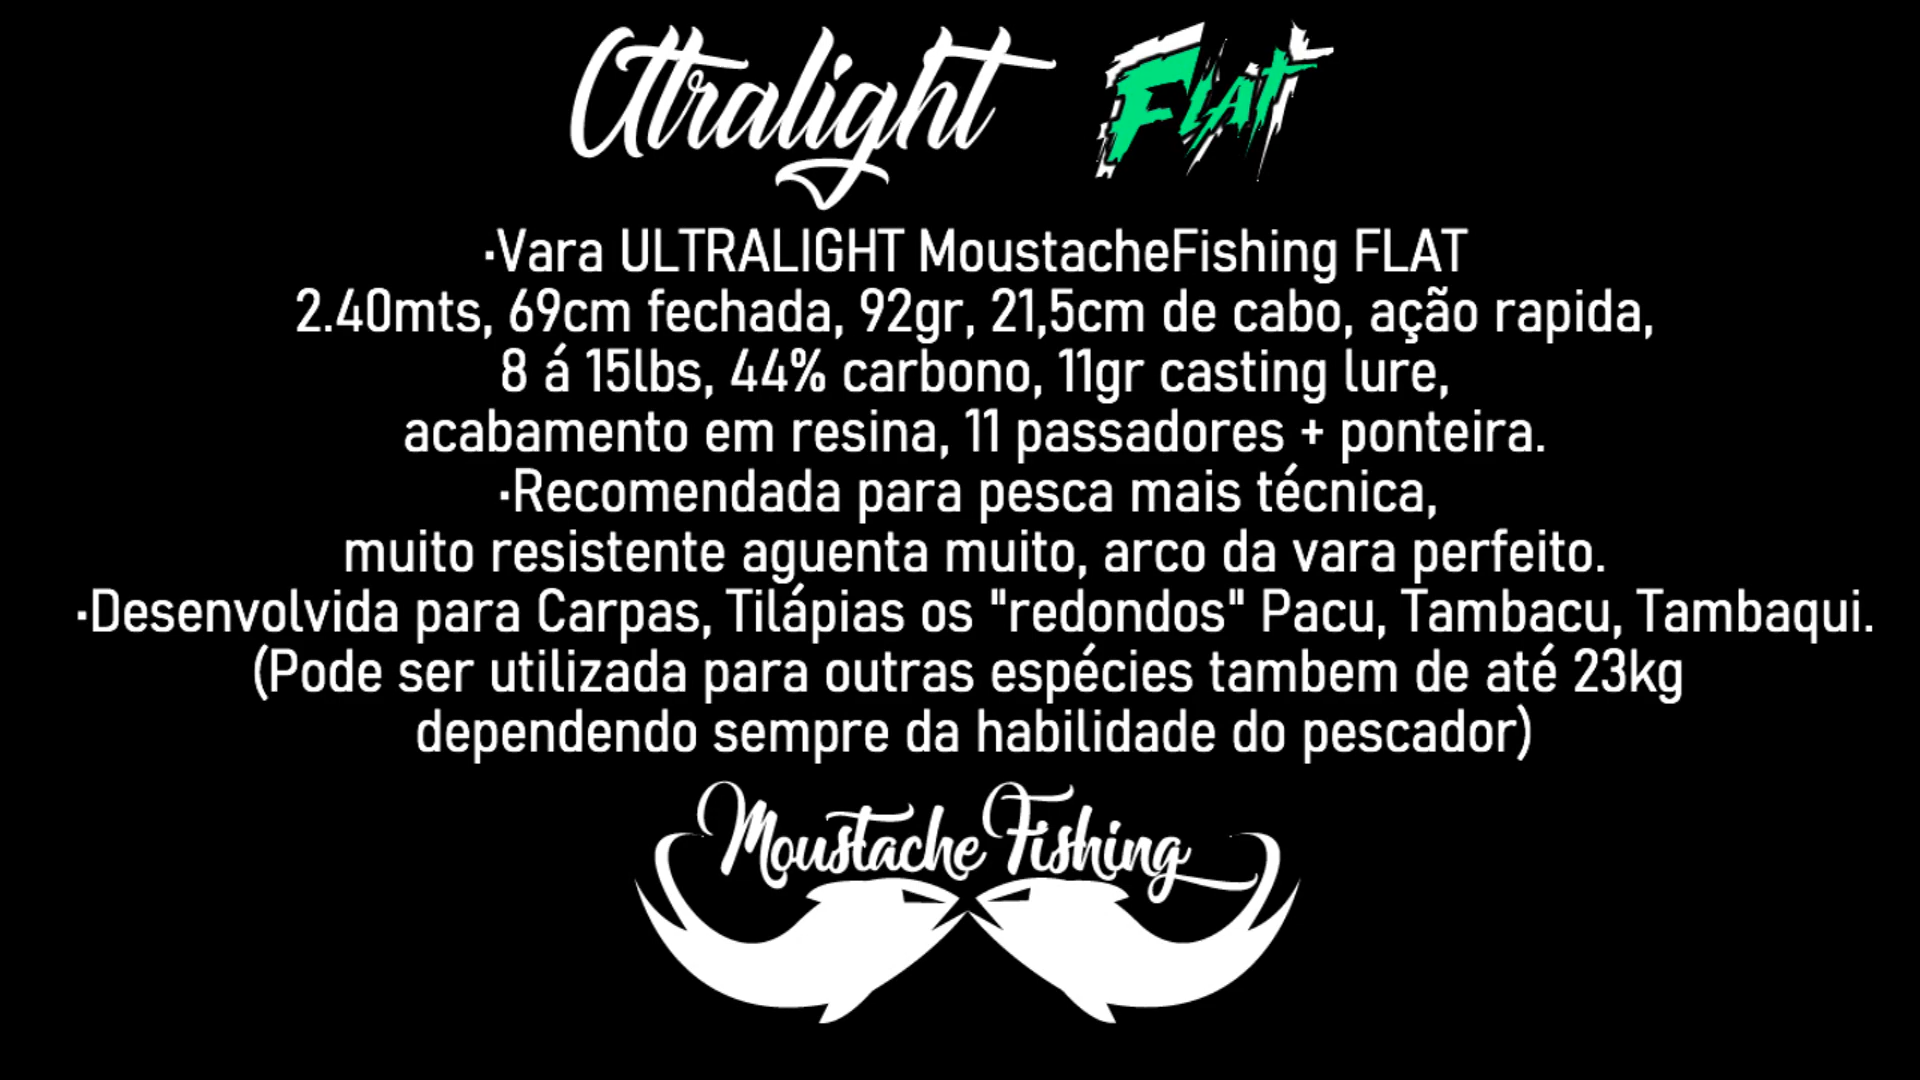 Utralight FLAT
·Vara ULTRALIGHT MoustacheFishing FLAT
2.40mts, 69cm fechada, 92gr, 21,5cm de cabo, ação rapida,
8 á 15lbs, 44% carbono, 11gr casting lure,
acabamento em resina, 11 passadores + ponteira.
·Recomendada para pesca mais técnica,
muito resistente aguenta muito, arco da vara perfeito.
·Desenvolvida para Carpas, Tilápias os "redondos" Pacu, Tambacu, Tambaqui.
(Pode ser utilizada para outras espécies tambem de até 23kg
dependendo sempre da habilidade do pescador)
Moustache Fishing